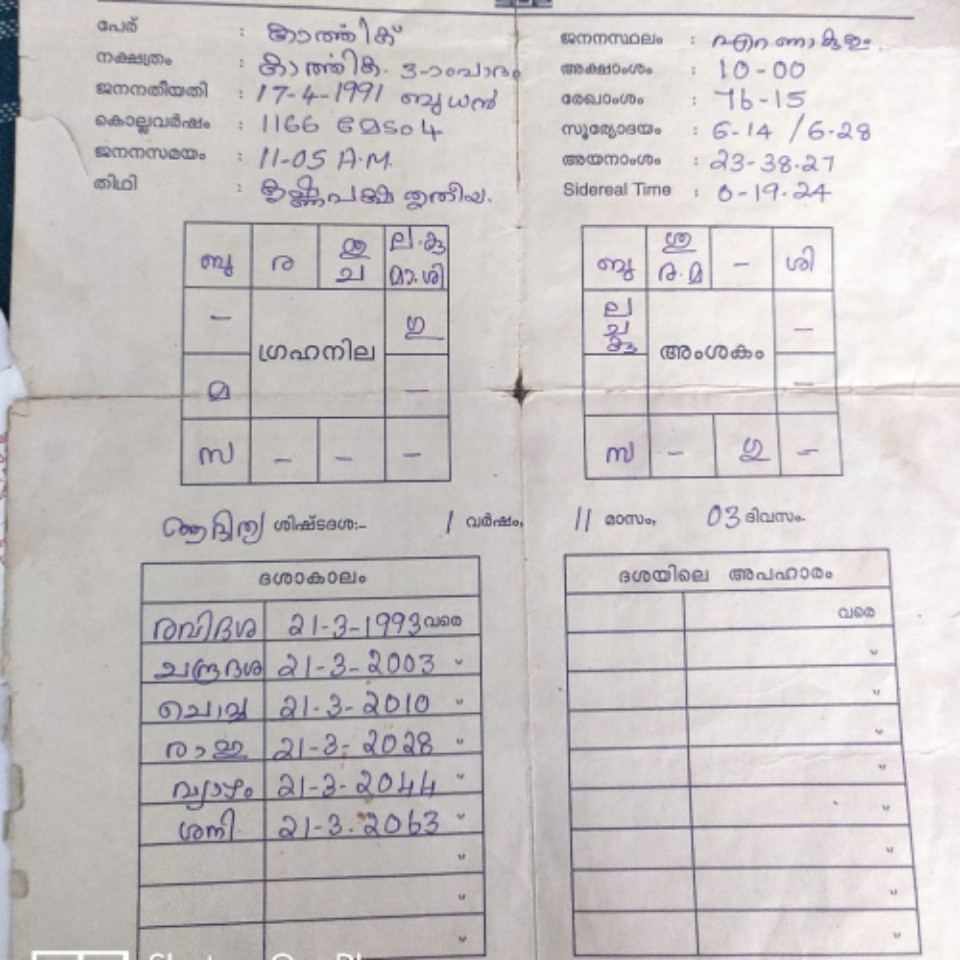 പേര് : കാർത്തിക്
നക്ഷത്രം : കാർത്തിക. 3-ാംപാദം
ജനനതീയതി : 17-4-1991 ബുധൻ
കൊല്ലവർഷം : 1166 മേടം 4
ജനനസമയം : 11-05 A.M.
തിഥി : കൃഷ്ണപക്ഷ തൃതീയ.
ജനനസ്ഥലം : എറണാകുളം.
അക്ഷാംശം : 10-00
രേഖാംശം : 76-15
സൂര്യോദയം : 6-14 / 6-28
അയനാംശം : 23-38-27
Sidereal Time : 0-19-24
ബു ര ശു ച ല.കു മാ.ശി
– ഗു
ഗ്രഹനില
മ –
സ – – –
ബു ശു ര.മ – ശി
ല ച കു –
അംശകം
–
സ – ഗു –
ആദിത്യ ശിഷ്ടദശ:- 1 വർഷം, 11 മാസം, 03 ദിവസം.
ദശാകാലം
രവിദശ 21-3-1993 വരെ
ചന്ദ്രദശ 21-3-2003 "
ചൊവ്വ 21-3-2010 "
രാഹു 21-3-2028 "
വ്യാഴം 21-3-2044 "
ശനി 21-3-2063 "
"
"
"
ദശയിലെ അപഹാരം
വരെ
"
"
"
"
"
"
"
"